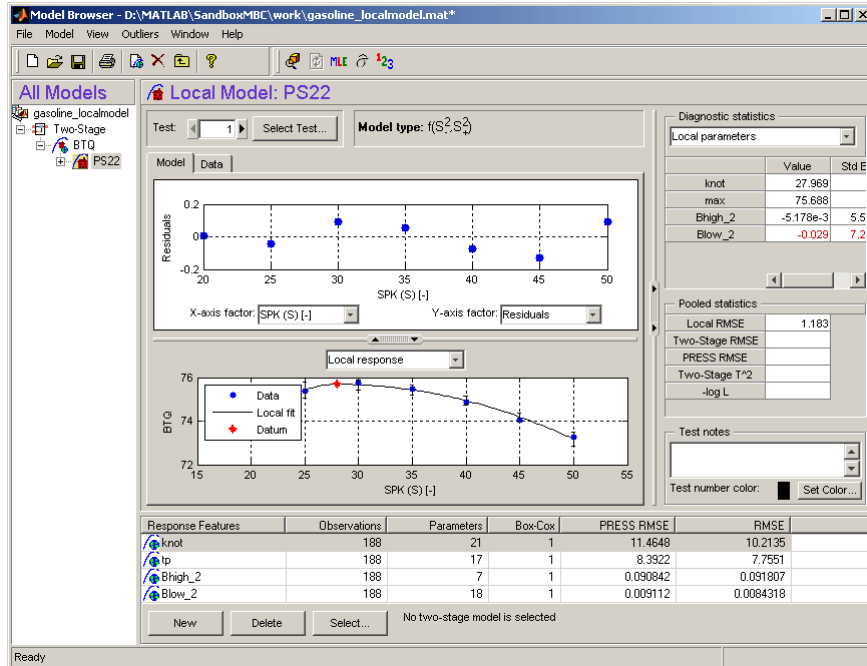 Model Browser - D:\MATLAB\SandboxMBC\work\gasoline_localmodel.mat*
File Model View Outliers Window Help
MLE 123
All Models
gasoline_localmodel
Two-Stage
BTQ
PS22
Local Model: PS22
Test: 1 Select Test...
Model type: f(S^2_-,S^2_+)
Model Data
0.2
0
-0.2
Residuals
20 25 30 35 40 45 50
SPK (S) [-]
X-axis factor: SPK (S) [-] Y-axis factor: Residuals
Local response
76
74
72
BTQ
Data
Local fit
Datum
15 20 25 30 35 40 45 50 55
SPK (S) [-]
Diagnostic statistics
Local parameters
Value Std E
knot 27.969
max 75.688
Bhigh_2 -5.178e-3 5.5
Blow_2 -0.029 7.2
Pooled statistics
Local RMSE 1.183
Two-Stage RMSE
PRESS RMSE
Two-Stage T^2
-log L
Test notes
Test number color: Set Color...
Response Features Observations Parameters Box-Cox PRESS RMSE RMSE
knot 188 21 1 11.4648 10.2135
tp 188 17 1 8.3922 7.7551
Bhigh_2 188 7 1 0.090842 0.091807
Blow_2 188 18 1 0.009112 0.0084318
New Delete Select... No two-stage model is selected
Ready